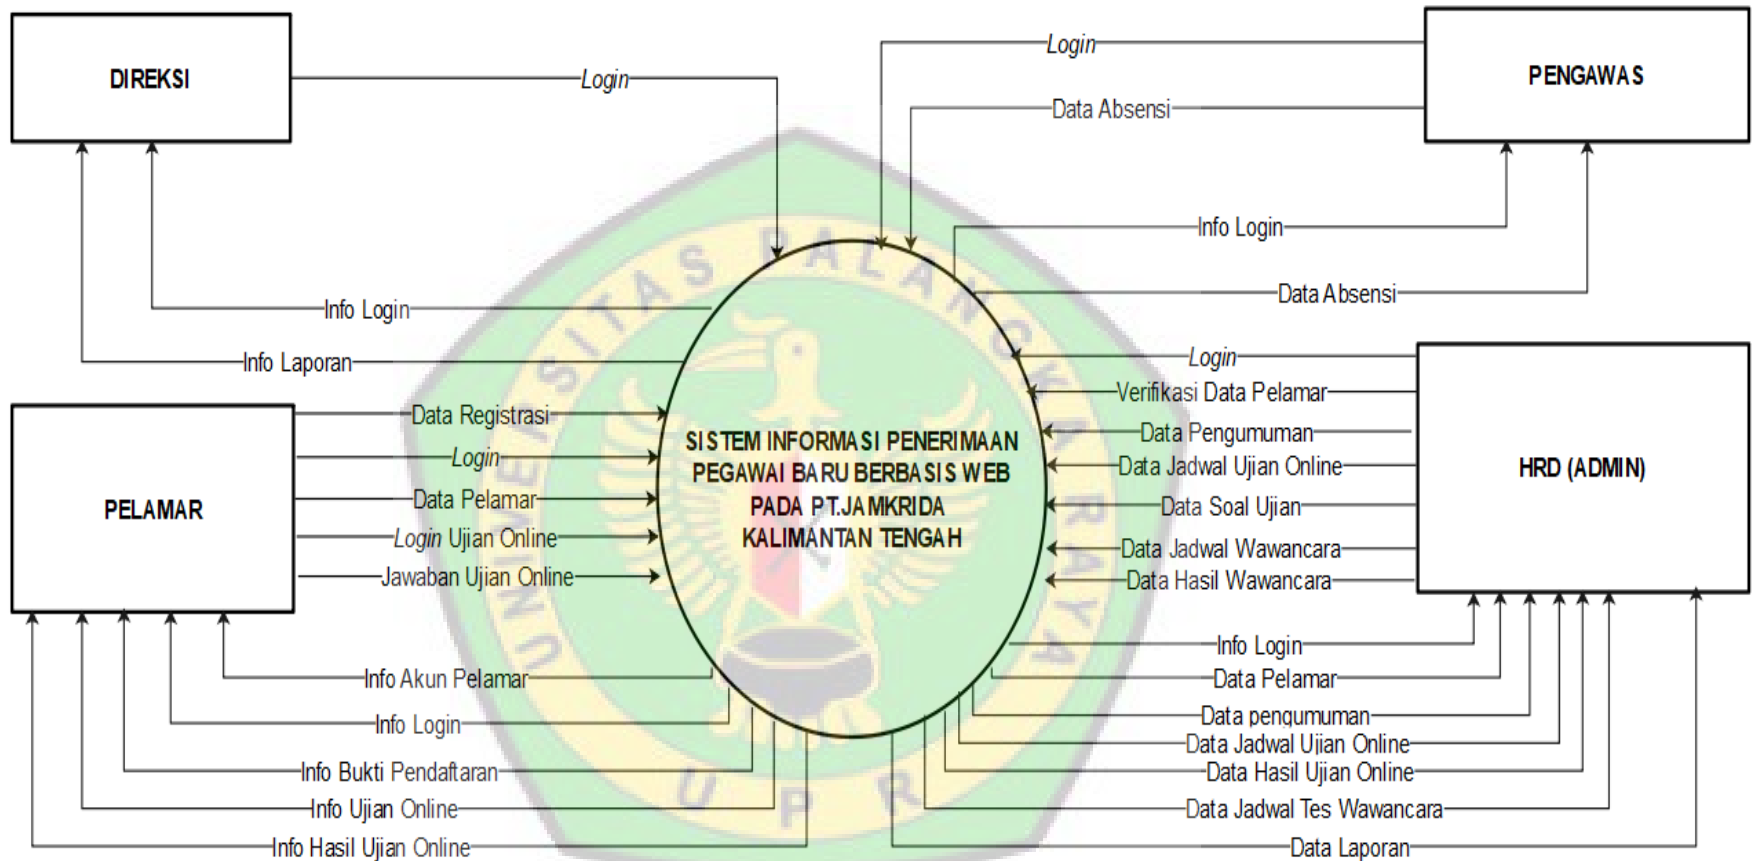 DIREKSI
Login
Login
PENGAWAS
Data Absensi
Info Login
Data Absensi
Info Login
Info Laporan
Login
Verifikasi Data Pelamar
Data Pengumuman
Data Jadwal Ujian Online
Data Soal Ujian
Data Jadwal Wawancara
Data Hasil Wawancara
HRD (ADMIN)
PELAMAR
Data Registrasi
Login
Data Pelamar
Login Ujian Online
Jawaban Ujian Online
SISTEM INFORMASI PENERIMAAN
PEGAWAI BARU BERBASIS WEB
PADA PT.JAMKRIDA
KALIMANTAN TENGAH
Info Akun Pelamar
Info Login
Info Bukti Pendaftaran
Info Ujian Online
Info Hasil Ujian Online
Info Login
Data Pelamar
Data pengumuman
Data Jadwal Ujian Online
Data Hasil Ujian Online
Data Jadwal Tes Wawancara
Data Laporan
UNIVERSITAS PALANGKA RAYA
UPR